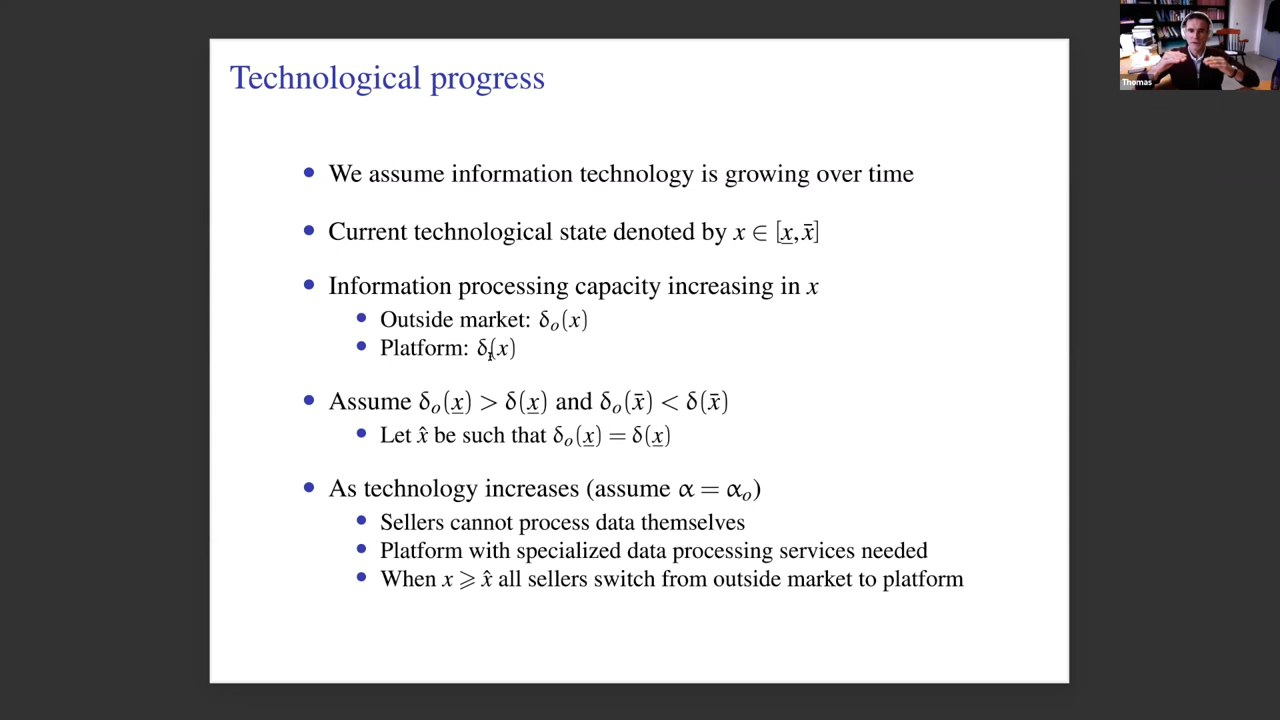 Technological progress
Thomas
• We assume information technology is growing over time
• Current technological state denoted by x ∈ [x̲, x̄]
• Information processing capacity increasing in x
• Outside market: δₒ(x)
• Platform: δ(x)
• Assume δₒ(x̲) > δ(x̲) and δₒ(x̄) < δ(x̄)
• Let x̂ be such that δₒ(x̲) = δ(x̲)
• As technology increases (assume α = αₒ)
• Sellers cannot process data themselves
• Platform with specialized data processing services needed
• When x ⩾ x̂ all sellers switch from outside market to platform